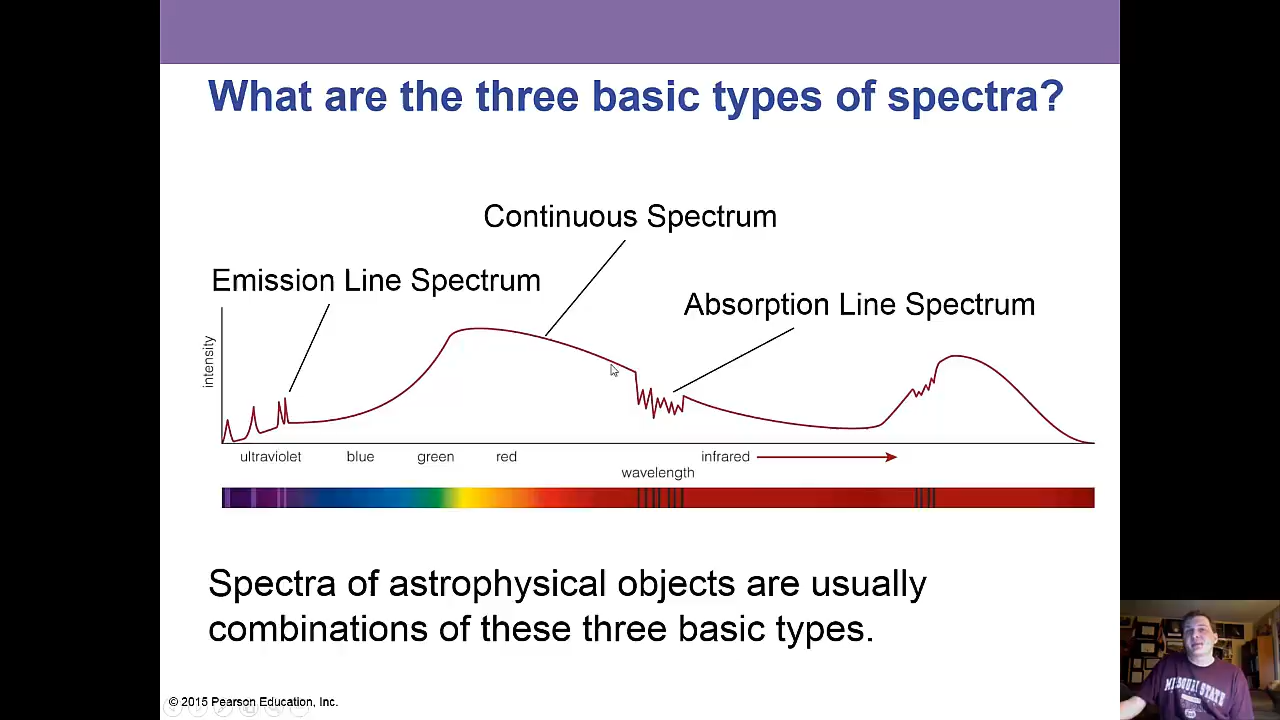 What are the three basic types of spectra?
Continuous Spectrum
Emission Line Spectrum
Absorption Line Spectrum
intensity
ultraviolet blue green red infrared
wavelength
Spectra of astrophysical objects are usually
combinations of these three basic types.
© 2015 Pearson Education, Inc.
MISSOURI STATE